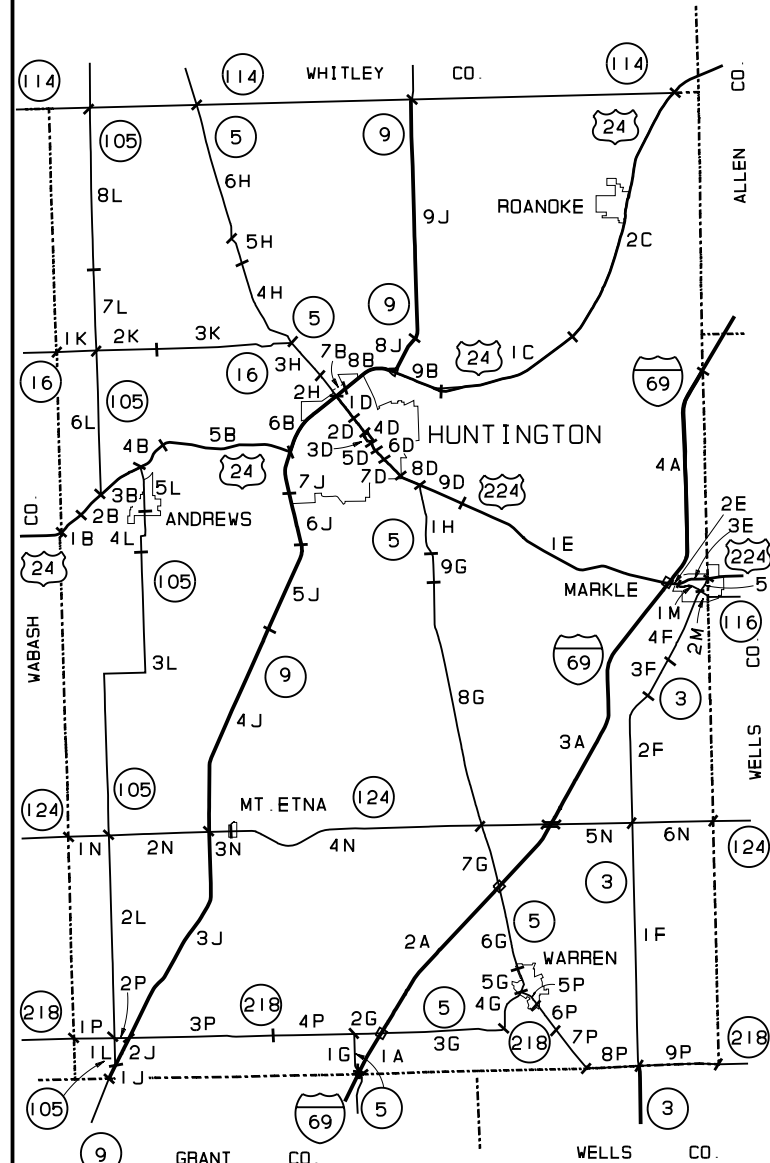 114
114
WHITLEY CO.
114
CO.
105
5
9
24
ALLEN
8L
6H
ROANOKE
9J
5H
2C
4H
7L
5
9
1K
2K
3K
7B
8B
8J
24
1C
16
16
3H
9B
69
105
2H
1D
6L
6B
2D
4D
HUNTINGTON
4B
5B
3D
6D
4A
24
5D
5L
7D
8D
9D
3B
7J
224
2E
CO.
2B
ANDREWS
1H
3E
1B
4L
6J
5
1E
224
24
105
9G
MARKLE
5
5J
1M
116
WABASH
4F
2M
CO.
3L
9
69
3F
8G
3
4J
3A
2F
WELLS
105
MT.ETNA
124
124
1N
2N
3N
4N
5N
6N
124
7G
3
2L
5
1F
3J
2A
6G
WARREN
2P
5G
5P
218
218
5
4G
6P
1P
3P
4P
2G
218
7P
218
1L
2J
1G
1A
3G
8P
9P
1J
105
69
5
3
9
GRANT CO.
WELLS CO.